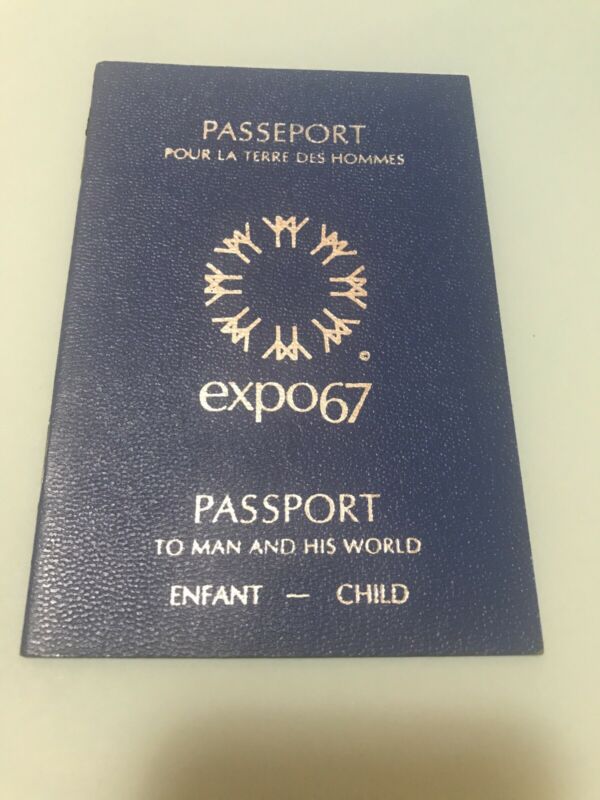 PASSEPORT
POUR LA TERRE DES HOMMES
©
expo67
PASSPORT
TO MAN AND HIS WORLD
ENFANT — CHILD